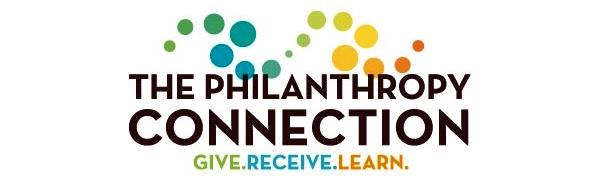 THE PHILANTHROPY
CONNECTION
GIVE.RECEIVE.LEARN.